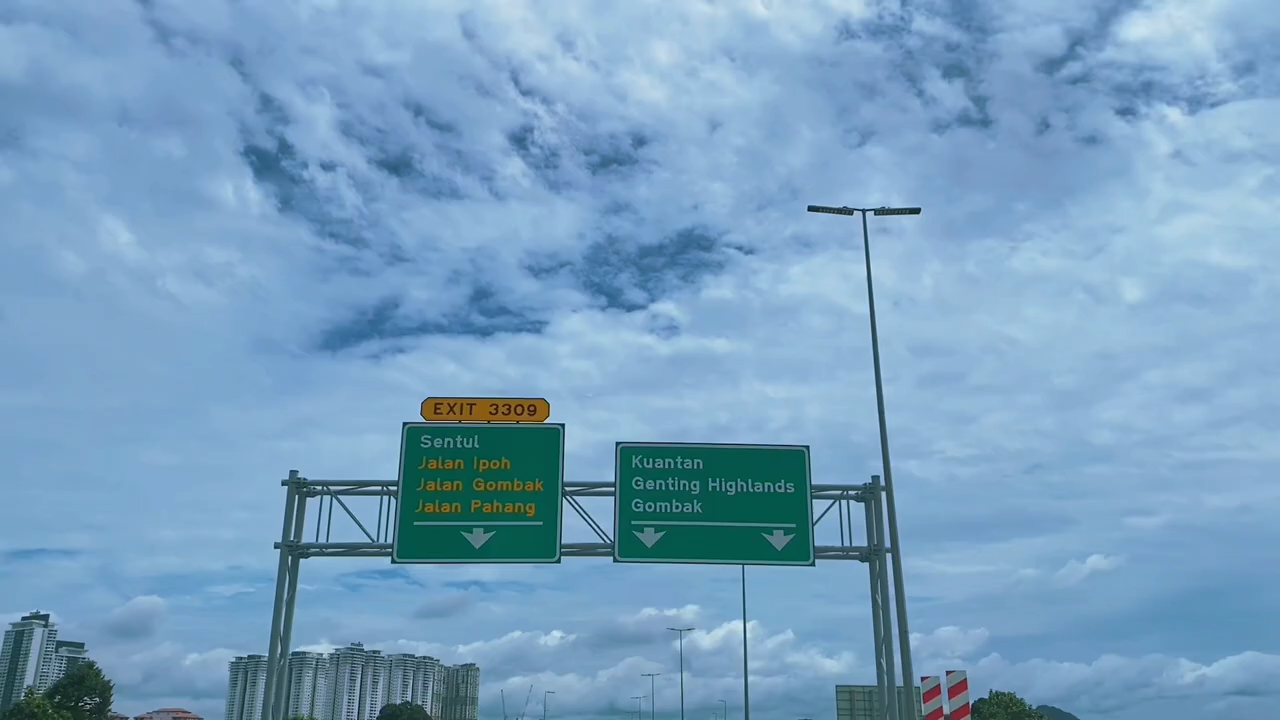 EXIT 3309
Sentul
Jalan Ipoh
Jalan Gombak
Jalan Pahang
Kuantan
Genting Highlands
Gombak